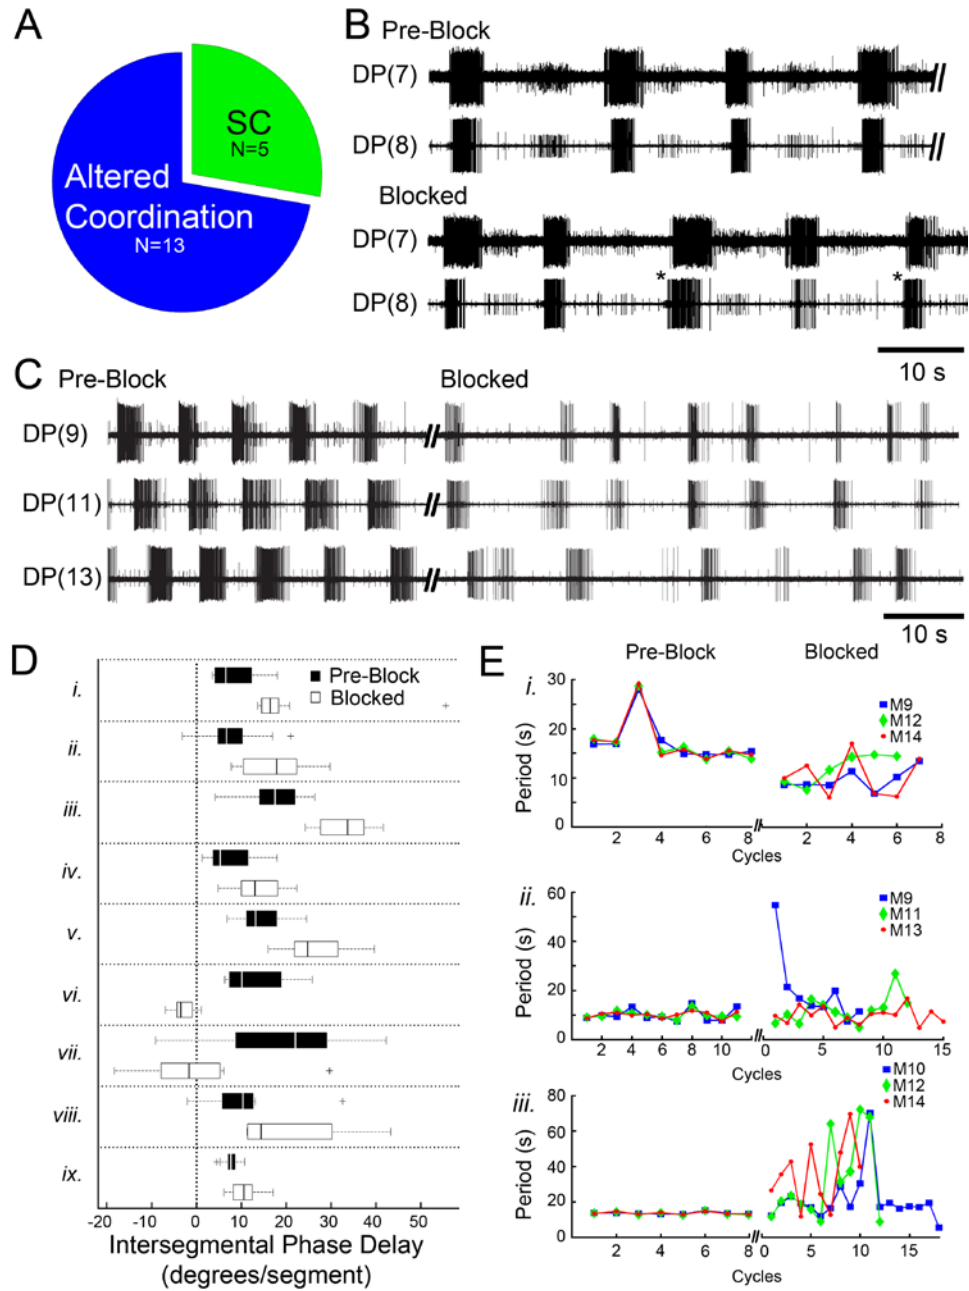 A
SC
N=5
Altered
Coordination
N=13
B
Pre-Block
DP(7)
DP(8)
Blocked
DP(7)
* *
DP(8)
10 s
C
Pre-Block Blocked
DP(9)
DP(11)
DP(13)
10 s
D
Pre-Block
Blocked
i.
ii.
iii.
iv.
v.
vi.
vii.
viii.
ix.
-20 -10 0 10 20 30 40 50
Intersegmental Phase Delay
(degrees/segment)
E
Pre-Block Blocked
i.
M9
M12
M14
Period (s)
30
20
10
0
2 4 6 8 2 4 6 8
Cycles
ii.
M9
M11
M13
Period (s)
60
40
20
0
2 4 6 8 10 0 5 10 15
Cycles
iii.
M10
M12
M14
Period (s)
80
60
40
20
0
2 4 6 8 0 5 10 15
Cycles